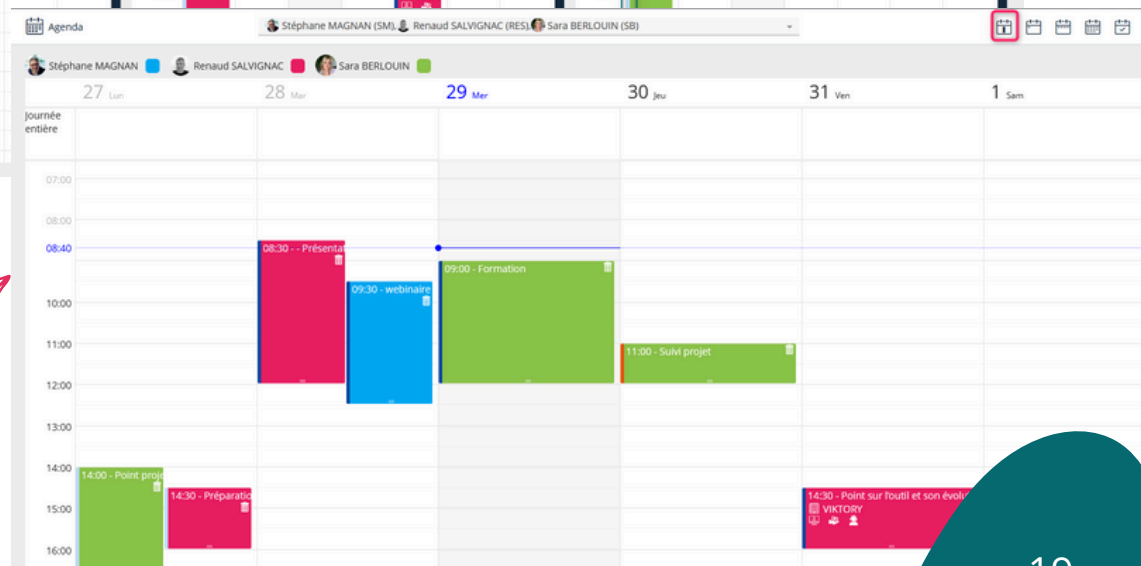 Agenda
Stéphane MAGNAN (SM), Renaud SALVIGNAC (RES), Sara BERLOUIN (SB)
Stéphane MAGNAN Renaud SALVIGNAC Sara BERLOUIN
27 Lun 28 Mar 29 Mer 30 Jeu 31 Ven 1 Sam
Journée
entière
07:00
08:00
08:40
08:30 - - Présentat
09:00 - Formation
09:30 - webinaire
10:00
11:00
11:00 - Suivi projet
12:00
13:00
14:00
14:00 - Point proje
14:30 - Préparatio
14:30 - Point sur l'outil et son évolu
VIKTORY
15:00
16:00